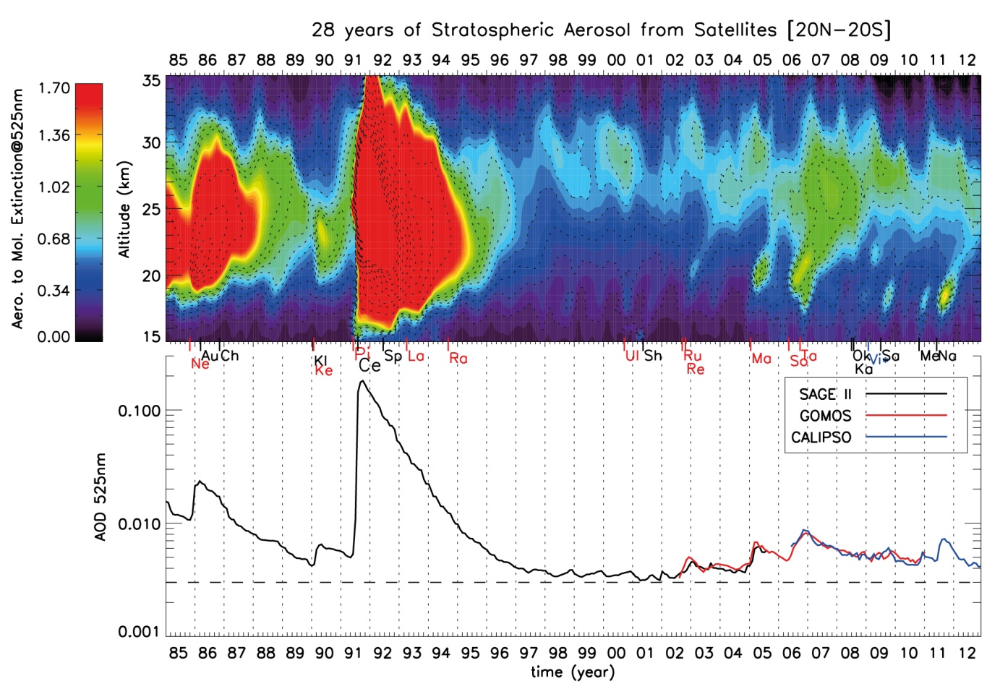 28 years of Stratospheric Aerosol from Satellites [20N-20S]
85 86 87 88 89 90 91 92 93 94 95 96 97 98 99 00 01 02 03 04 05 06 07 08 09 10 11 12
Aero. to Mol. Extinction@525nm
1.70
1.36
1.02
0.68
0.34
0.00
Altitude (km)
35
30
25
20
15
Ne Au Ch Kl Ke Pi Ce Sp La Ra Ul Sh Ru Re Ma So Ta Ok Ka Vi* Sa Me Na
SAGE II
GOMOS
CALIPSO
AOD 525nm
0.100
0.010
0.001
85 86 87 88 89 90 91 92 93 94 95 96 97 98 99 00 01 02 03 04 05 06 07 08 09 10 11 12
time (year)